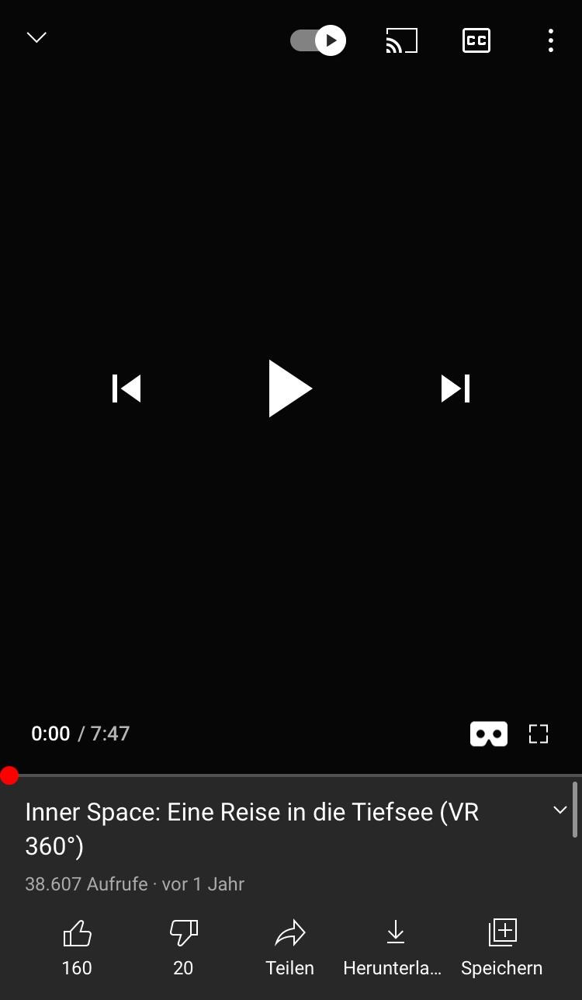 CC
0:00 / 7:47
Inner Space: Eine Reise in die Tiefsee (VR
360°)
38.607 Aufrufe · vor 1 Jahr
160 20 Teilen Herunterla... Speichern